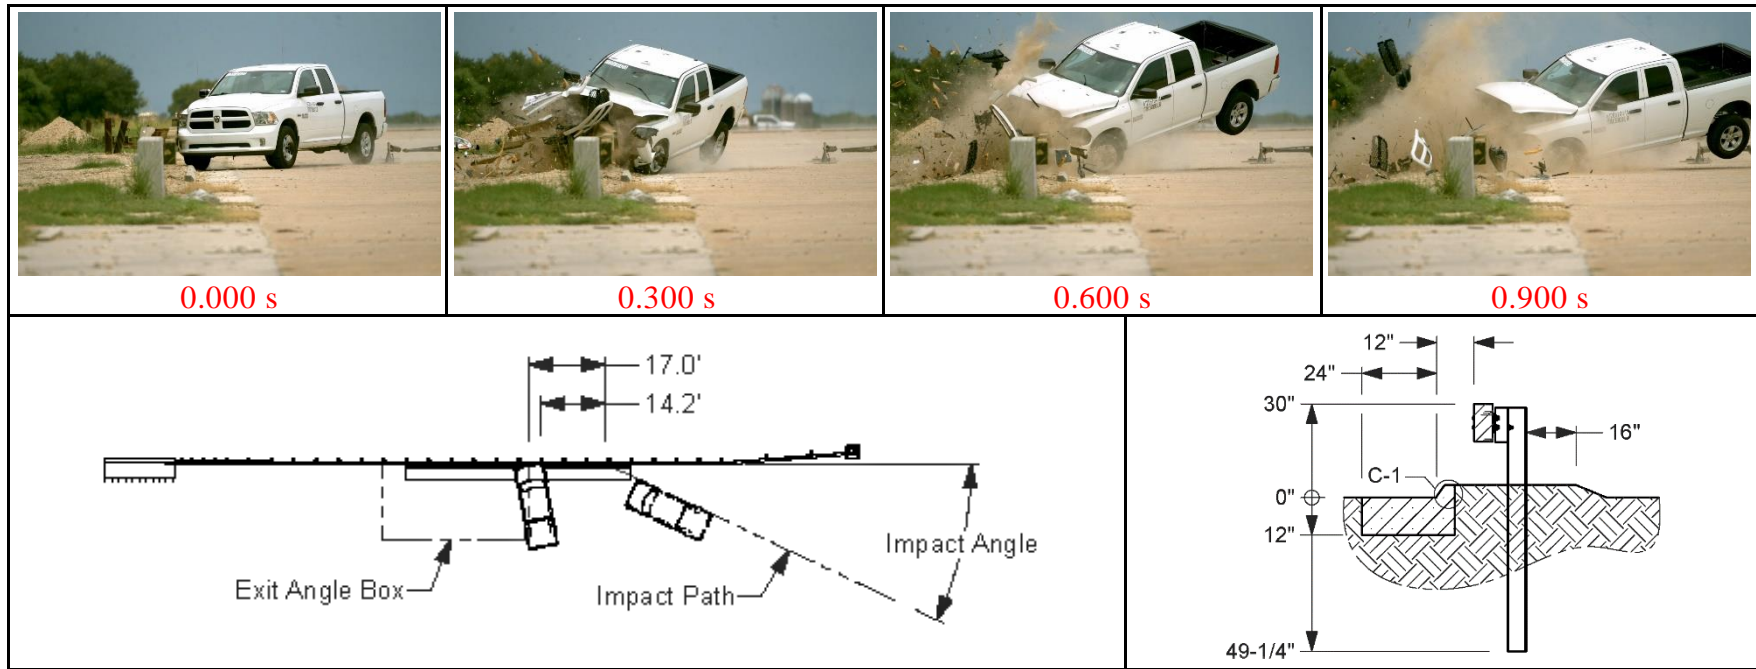 0.000 s
0.300 s
0.600 s
0.900 s
17.0'
14.2'
Exit Angle Box
Impact Path
Impact Angle
12"
24"
30"
16"
C-1
0"
12"
49-1/4"